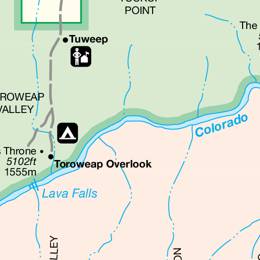 POINT
The
Tuweep
TOROWEAP
VALLEY
Colorado
s Throne
5102ft
1555m
Toroweap Overlook
Lava Falls